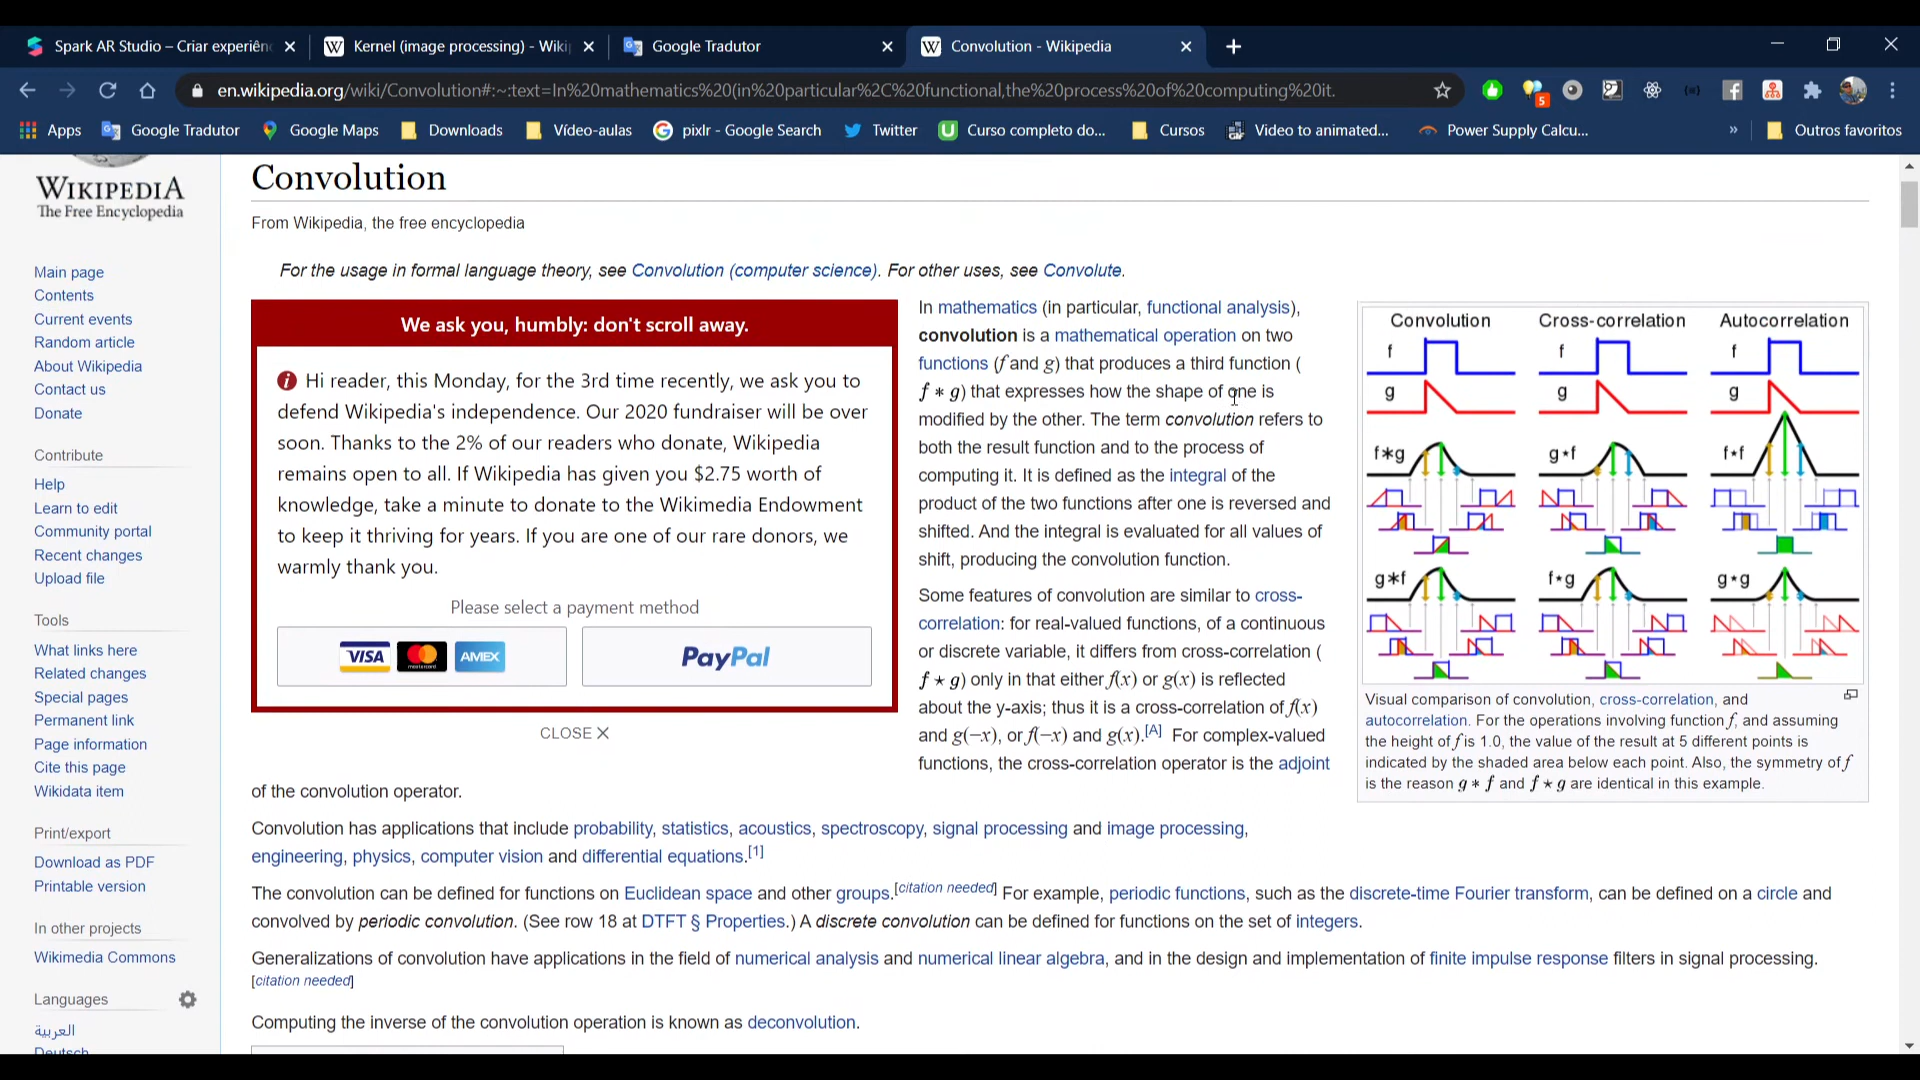 Spark AR Studio – Criar experiên
Kernel (image processing) - Wiki
Google Tradutor
Convolution - Wikipedia
en.wikipedia.org/wiki/Convolution#:~:text=In%20mathematics%20(in%20particular%2C%20functional,the%20process%20of%20computing%20it.
5
Apps
Google Tradutor
Google Maps
Downloads
Vídeo-aulas
pixlr - Google Search
Twitter
Curso completo do...
Cursos
Video to animated...
Power Supply Calcu...
»
Outros favoritos
WIKIPEDIA
The Free Encyclopedia
Main page
Contents
Current events
Random article
About Wikipedia
Contact us
Donate
Contribute
Help
Learn to edit
Community portal
Recent changes
Upload file
Tools
What links here
Related changes
Special pages
Permanent link
Page information
Cite this page
Wikidata item
Print/export
Download as PDF
Printable version
In other projects
Wikimedia Commons
Languages
العربية
Deutsch
Convolution
From Wikipedia, the free encyclopedia
For the usage in formal language theory, see Convolution (computer science). For other uses, see Convolute.
We ask you, humbly: don't scroll away.
Hi reader, this Monday, for the 3rd time recently, we ask you to
defend Wikipedia's independence. Our 2020 fundraiser will be over
soon. Thanks to the 2% of our readers who donate, Wikipedia
remains open to all. If Wikipedia has given you $2.75 worth of
knowledge, take a minute to donate to the Wikimedia Endowment
to keep it thriving for years. If you are one of our rare donors, we
warmly thank you.
Please select a payment method
VISA mastercard AMEX
PayPal
CLOSE ✕
In mathematics (in particular, functional analysis),
convolution is a mathematical operation on two
functions (f and g) that produces a third function (
f ∗ g) that expresses how the shape of one is
modified by the other. The term convolution refers to
both the result function and to the process of
computing it. It is defined as the integral of the
product of the two functions after one is reversed and
shifted. And the integral is evaluated for all values of
shift, producing the convolution function.
Some features of convolution are similar to cross-
correlation: for real-valued functions, of a continuous
or discrete variable, it differs from cross-correlation (
f ⋆ g) only in that either f(x) or g(x) is reflected
about the y-axis; thus it is a cross-correlation of f(x)
and g(−x), or f(−x) and g(x).[A] For complex-valued
functions, the cross-correlation operator is the adjoint
of the convolution operator.
Convolution has applications that include probability, statistics, acoustics, spectroscopy, signal processing and image processing,
engineering, physics, computer vision and differential equations.[1]
The convolution can be defined for functions on Euclidean space and other groups.[citation needed] For example, periodic functions, such as the discrete-time Fourier transform, can be defined on a circle and
convolved by periodic convolution. (See row 18 at DTFT § Properties.) A discrete convolution can be defined for functions on the set of integers.
Generalizations of convolution have applications in the field of numerical analysis and numerical linear algebra, and in the design and implementation of finite impulse response filters in signal processing.
[citation needed]
Computing the inverse of the convolution operation is known as deconvolution.
Convolution Cross-correlation Autocorrelation
f f f
g g g
f∗g g⋆f f⋆f
g∗f f⋆g g⋆g
Visual comparison of convolution, cross-correlation, and
autocorrelation. For the operations involving function f, and assuming
the height of f is 1.0, the value of the result at 5 different points is
indicated by the shaded area below each point. Also, the symmetry of f
is the reason g ∗ f and f ⋆ g are identical in this example.